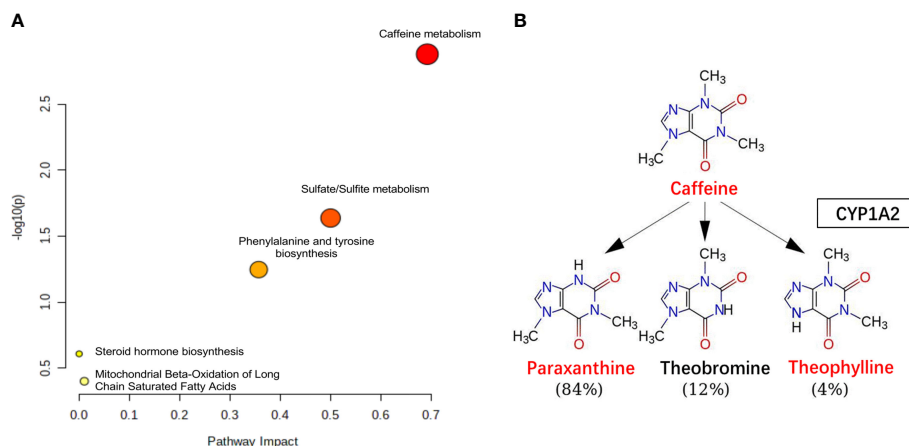 A
Caffeine metabolism
2.5
2.0
1.5
1.0
0.5
-log10(p)
Sulfate/Sulfite metabolism
Phenylalanine and tyrosine
biosynthesis
Steroid hormone biosynthesis
Mitochondrial Beta-Oxidation of Long
Chain Saturated Fatty Acids
0.0 0.1 0.2 0.3 0.4 0.5 0.6 0.7
Pathway Impact
B
CH3
N N O
N N CH3
H3C O
Caffeine
CYP1A2
H
N N O
N N CH3
H3C O
Paraxanthine
(84%)
CH3
N N O
N NH
H3C O
Theobromine
(12%)
CH3
N N O
N N CH3
H O
Theophylline
(4%)